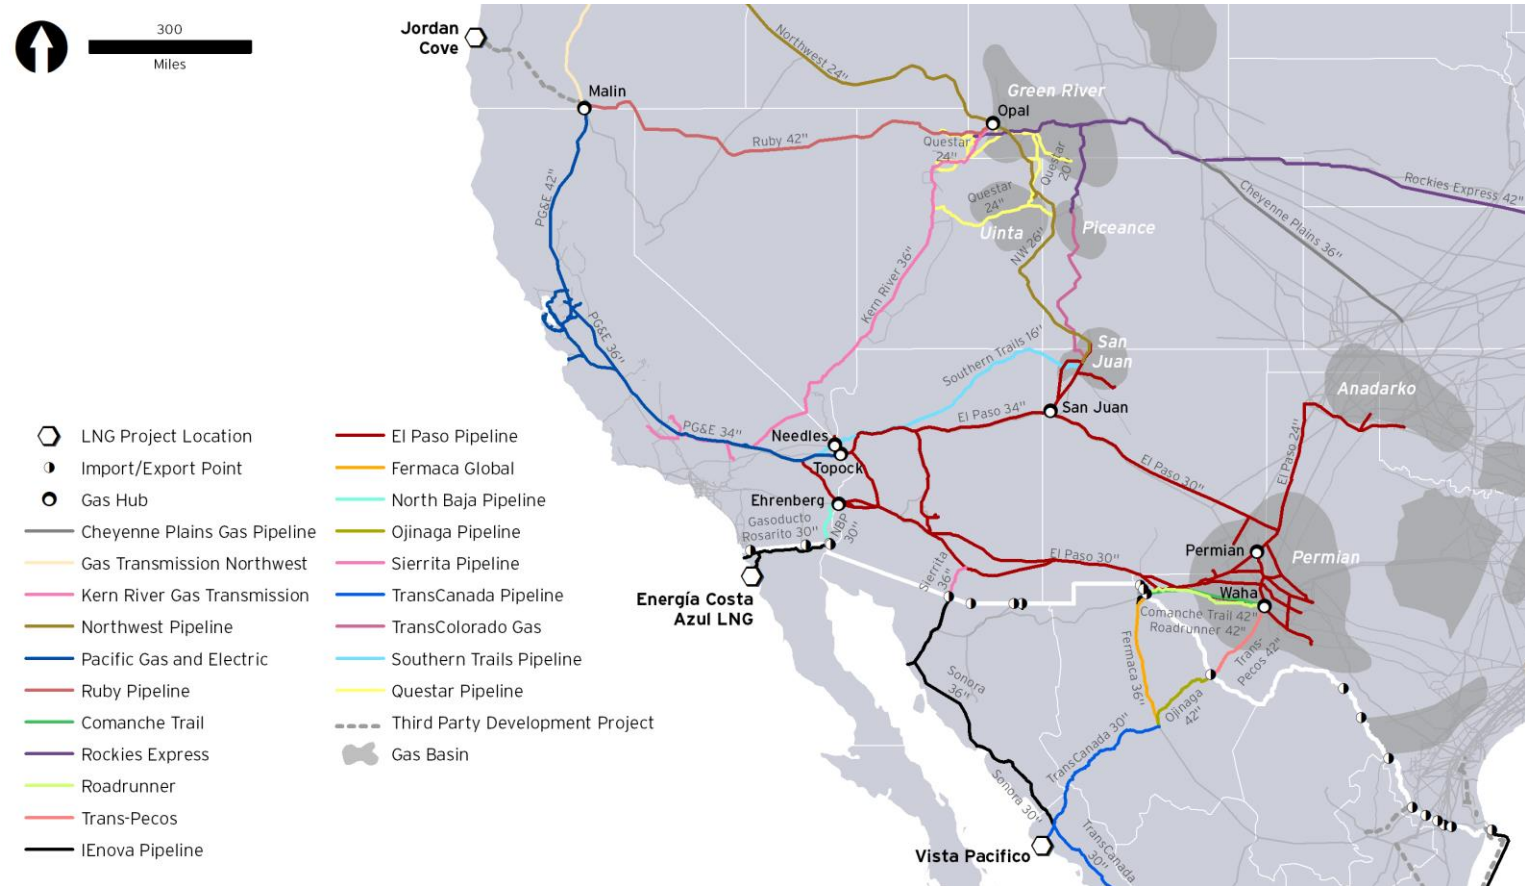 300
Miles
Jordan
Cove
Malin
Northwest 24"
Green River
Opal
Ruby 42"
Questar
24"
Questar
20"
Questar
24"
Uinta
Piceance
NW 26"
Cheyenne Plains 36"
Rockies Express 42"
PG&E 42"
PG&E 36"
Kern River 36"
Southern Trails 16"
San
Juan
Anadarko
San Juan
El Paso 34"
PG&E 34"
Needles
Topock
Ehrenberg
El Paso 30"
El Paso 24"
Gasoducto
Rosarito 30"
NBP
30"
Energía Costa
Azul LNG
Sierrita
36"
El Paso 30"
Permian
Permian
Waha
Comanche Trail 42"
Roadrunner 42"
Trans-
Pecos 42"
Fermaca 36"
Ojinaga
42"
Sonora
36"
TransCanada 30"
Sonora 30"
TransCanada
30"
Vista Pacifico
LNG Project Location
Import/Export Point
Gas Hub
Cheyenne Plains Gas Pipeline
Gas Transmission Northwest
Kern River Gas Transmission
Northwest Pipeline
Pacific Gas and Electric
Ruby Pipeline
Comanche Trail
Rockies Express
Roadrunner
Trans-Pecos
IEnova Pipeline
El Paso Pipeline
Fermaca Global
North Baja Pipeline
Ojinaga Pipeline
Sierrita Pipeline
TransCanada Pipeline
TransColorado Gas
Southern Trails Pipeline
Questar Pipeline
Third Party Development Project
Gas Basin